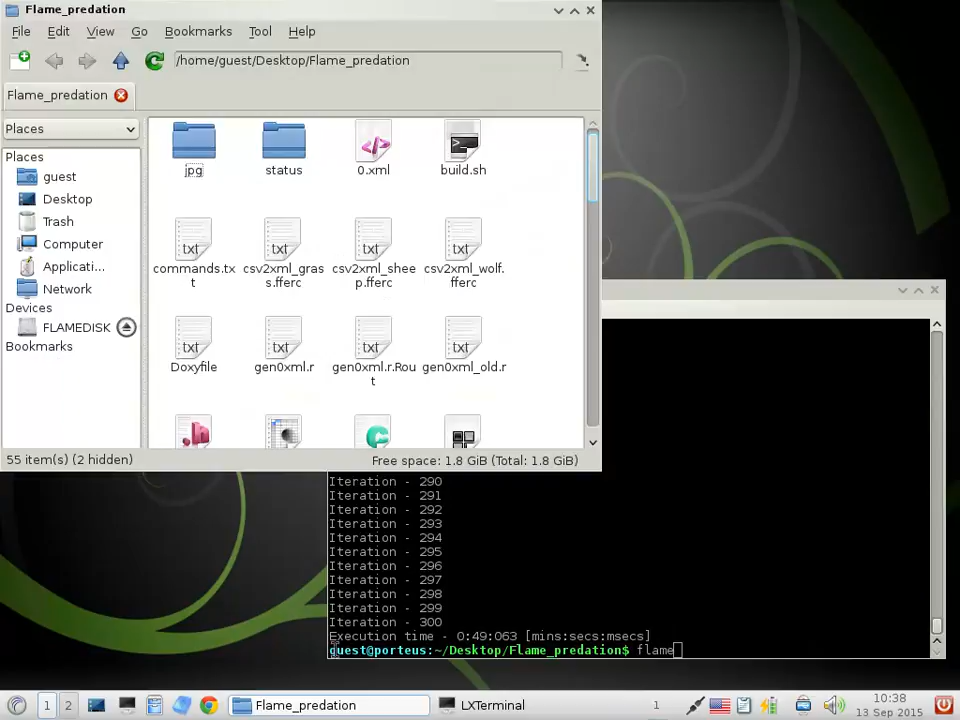 Flame_predation
File Edit View Go Bookmarks Tool Help
/home/guest/Desktop/Flame_predation
Flame_predation
Places
Places
guest
Desktop
Trash
Computer
Applicati...
Network
Devices
FLAMEDISK
Bookmarks
jpg
status
0.xml
build.sh
txt
commands.tx
t
txt
csv2xml_gras
s.fferc
txt
csv2xml_shee
p.fferc
txt
csv2xml_wolf.
fferc
txt
Doxyfile
txt
gen0xml.r
txt
gen0xml.r.Rou
t
txt
gen0xml_old.r
.h
C
55 item(s) (2 hidden)
Free space: 1.8 GiB (Total: 1.8 GiB)
Iteration - 290
Iteration - 291
Iteration - 292
Iteration - 293
Iteration - 294
Iteration - 295
Iteration - 296
Iteration - 297
Iteration - 298
Iteration - 299
Iteration - 300
Execution time - 0:49:063 [mins:secs:msecs]
guest@porteus:~/Desktop/Flame_predation$ flame
1 2
Flame_predation
LXTerminal
1
10:38
13 Sep 2015